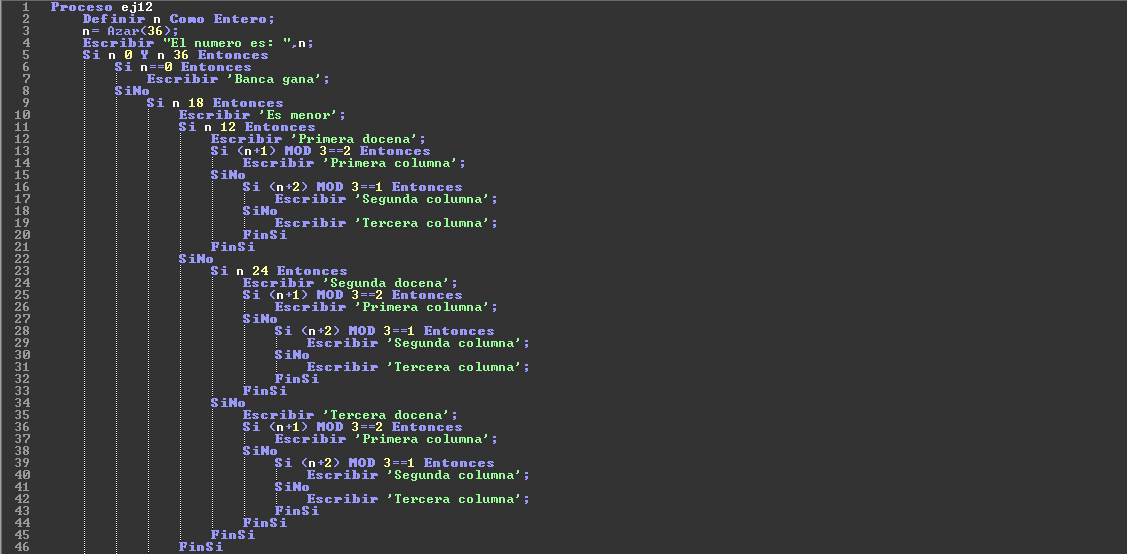 1 Proceso ej12
2 Definir n Como Entero;
3 n= Azar(36);
4 Escribir "El numero es: ",n;
5 Si n 0 Y n 36 Entonces
6 Si n==0 Entonces
7 Escribir 'Banca gana';
8 SiNo
9 Si n 18 Entonces
10 Escribir 'Es menor';
11 Si n 12 Entonces
12 Escribir 'Primera docena';
13 Si (n+1) MOD 3==2 Entonces
14 Escribir 'Primera columna';
15 SiNo
16 Si (n+2) MOD 3==1 Entonces
17 Escribir 'Segunda columna';
18 SiNo
19 Escribir 'Tercera columna';
20 FinSi
21 FinSi
22 SiNo
23 Si n 24 Entonces
24 Escribir 'Segunda docena';
25 Si (n+1) MOD 3==2 Entonces
26 Escribir 'Primera columna';
27 SiNo
28 Si (n+2) MOD 3==1 Entonces
29 Escribir 'Segunda columna';
30 SiNo
31 Escribir 'Tercera columna';
32 FinSi
33 FinSi
34 SiNo
35 Escribir 'Tercera docena';
36 Si (n+1) MOD 3==2 Entonces
37 Escribir 'Primera columna';
38 SiNo
39 Si (n+2) MOD 3==1 Entonces
40 Escribir 'Segunda columna';
41 SiNo
42 Escribir 'Tercera columna';
43 FinSi
44 FinSi
45 FinSi
46 FinSi